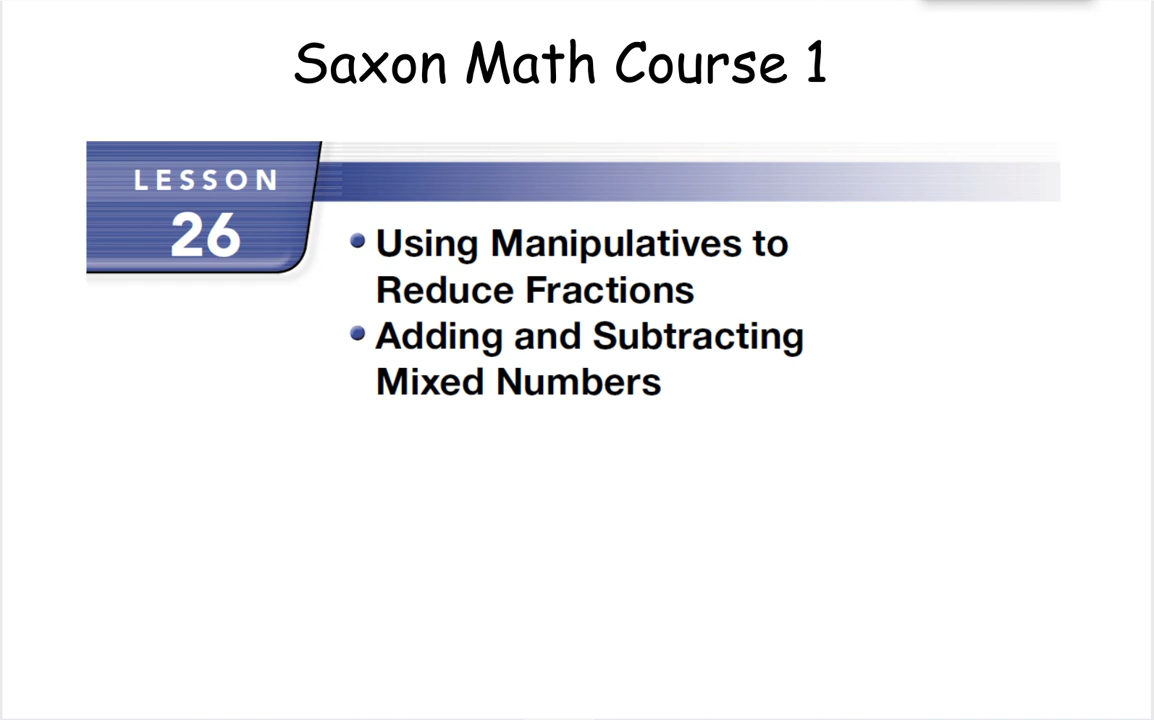 Saxon Math Course 1
LESSON
26
• Using Manipulatives to
Reduce Fractions
• Adding and Subtracting
Mixed Numbers